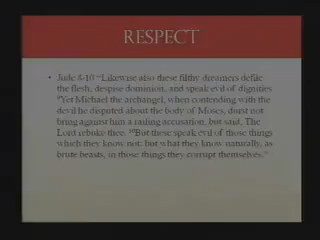 RESPECT
• Jude 8-10 "Likewise also these filthy dreamers defile
the flesh, despise dominion, and speak evil of dignities.
⁹Yet Michael the archangel, when contending with the
devil he disputed about the body of Moses, durst not
bring against him a railing accusation, but said, The
Lord rebuke thee. ¹⁰But these speak evil of those things
which they know not: but what they know naturally, as
brute beasts, in those things they corrupt themselves."